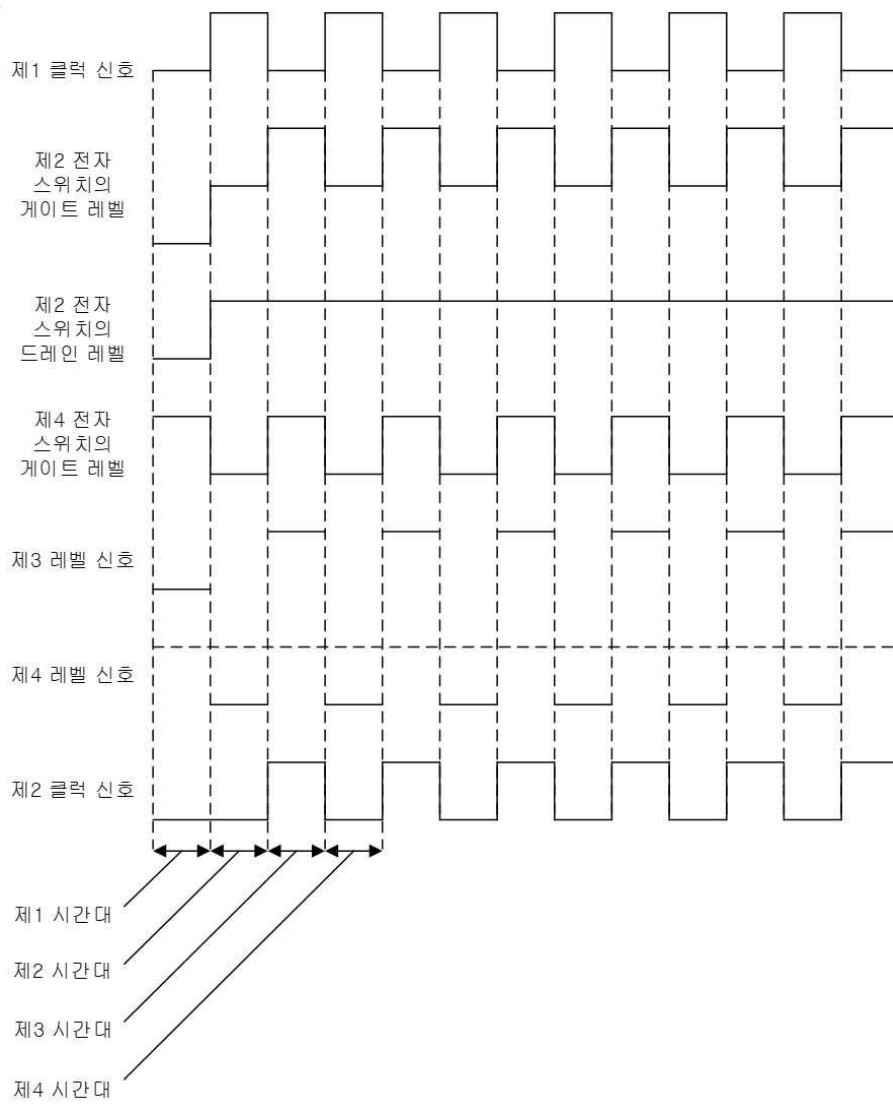 제1 클럭 신호
제2 전자
스위치의
게이트 레벨
제2 전자
스위치의
드레인 레벨
제4 전자
스위치의
게이트 레벨
제3 레벨 신호
제4 레벨 신호
제2 클럭 신호
제1 시간대
제2 시간대
제3 시간대
제4 시간대